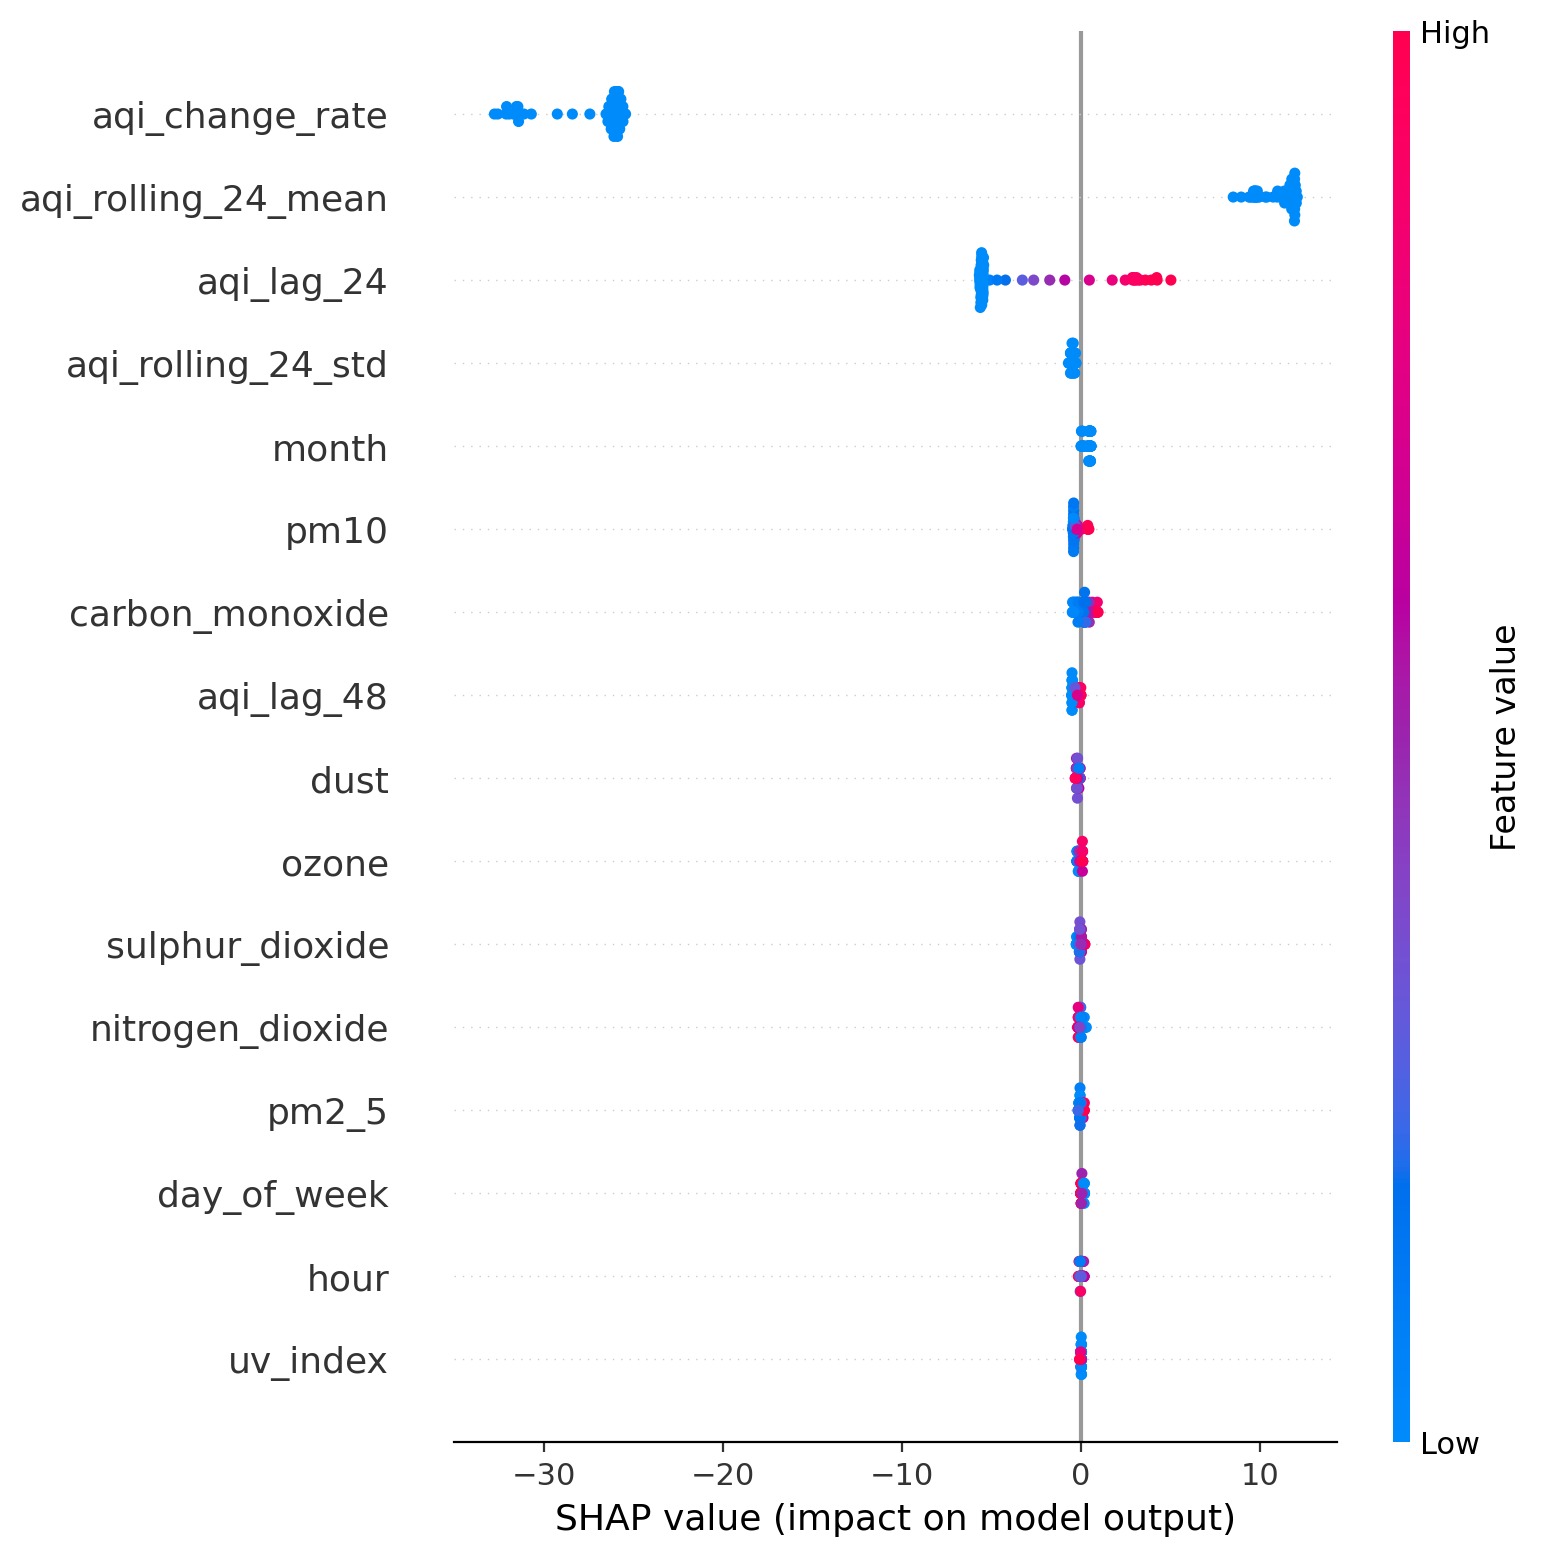 High
aqi_change_rate
aqi_rolling_24_mean
aqi_lag_24
aqi_rolling_24_std
month
pm10
carbon_monoxide
aqi_lag_48
dust
ozone
sulphur_dioxide
nitrogen_dioxide
pm2_5
day_of_week
hour
uv_index
Feature value
Low
−30 −20 −10 0 10
SHAP value (impact on model output)